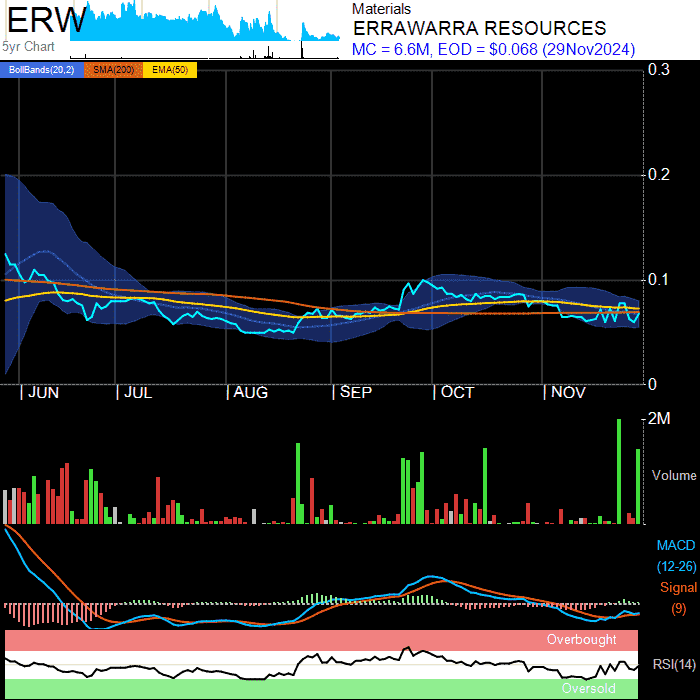 ERW
5yr Chart
Materials
ERRAWARRA RESOURCES
MC = 6.6M, EOD = $0.068 (29Nov2024)
BollBands(20,2) SMA(200) EMA(50)
0.3
0.2
0.1
0
JUN JUL AUG SEP OCT NOV
2M
Volume
MACD
(12-26)
Signal
(9)
Overbought
RSI(14)
Oversold